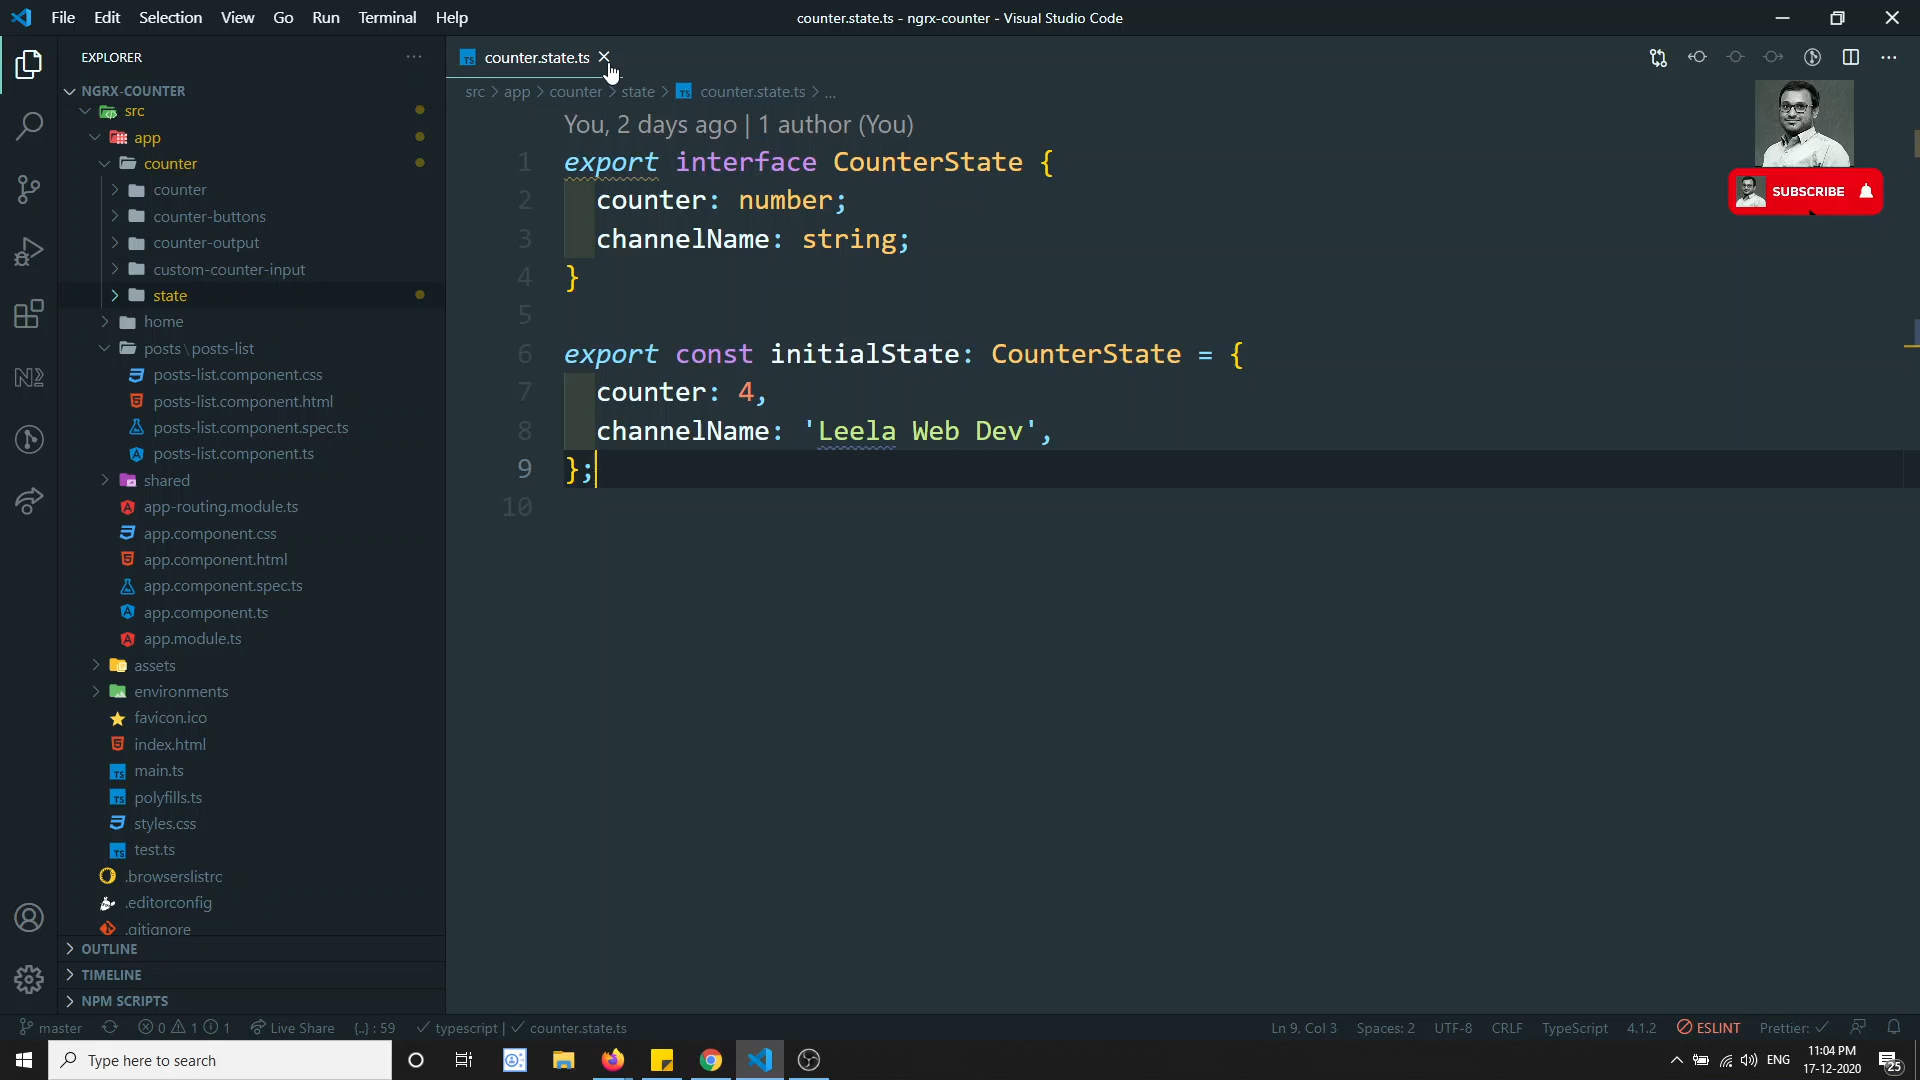 File Edit Selection View Go Run Terminal Help
counter.state.ts - ngrx-counter - Visual Studio Code
EXPLORER
NGRX-COUNTER
src
app
counter
counter
counter-buttons
counter-output
custom-counter-input
state
home
posts \ posts-list
posts-list.component.css
posts-list.component.html
posts-list.component.spec.ts
posts-list.component.ts
shared
app-routing.module.ts
app.component.css
app.component.html
app.component.spec.ts
app.component.ts
app.module.ts
assets
environments
favicon.ico
index.html
main.ts
polyfills.ts
styles.css
test.ts
.browserslistrc
.editorconfig
.gitignore
OUTLINE
TIMELINE
NPM SCRIPTS
counter.state.ts
src > app > counter > state > counter.state.ts > ...
You, 2 days ago | 1 author (You)
1 export interface CounterState {
2 counter: number;
3 channelName: string;
4 }
5
6 export const initialState: CounterState = {
7 counter: 4,
8 channelName: 'Leela Web Dev',
9 };
10
SUBSCRIBE
master 0 1 1 Live Share {..} : 59 typescript | counter.state.ts
Ln 9, Col 3 Spaces: 2 UTF-8 CRLF TypeScript 4.1.2 ESLINT Prettier:
Type here to search
ENG
11:04 PM
17-12-2020
25